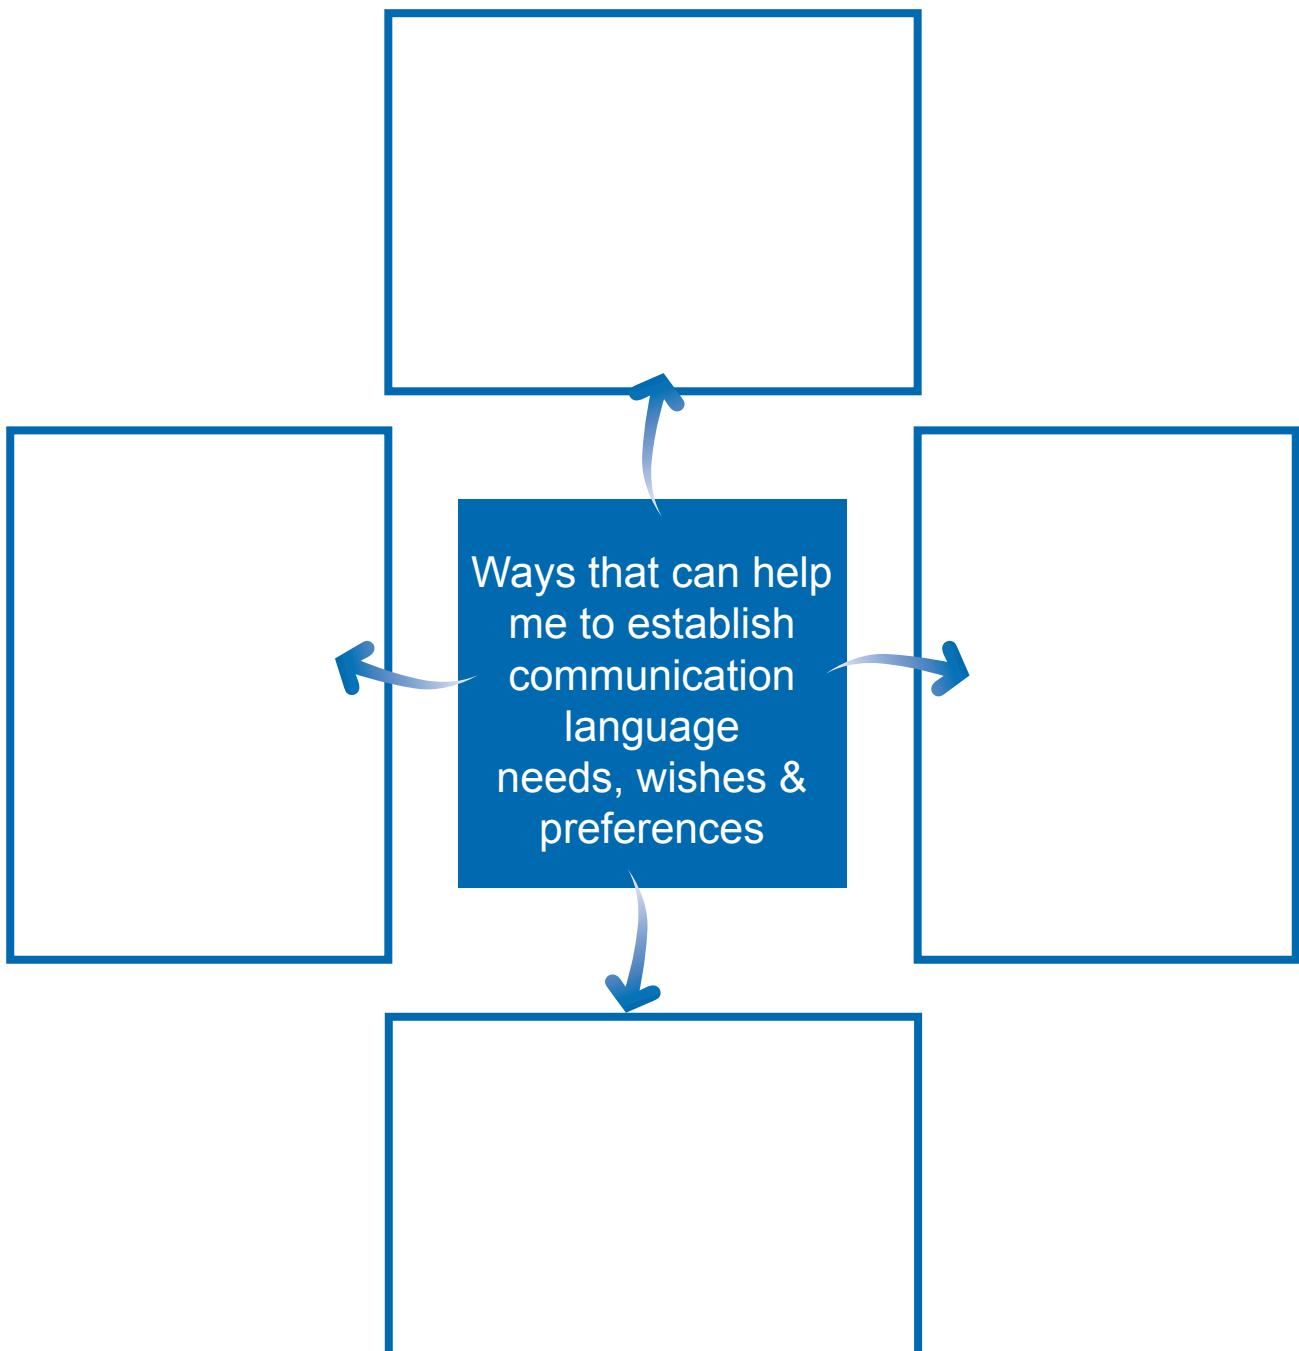 Ways that can help
me to establish
communication
language
needs, wishes &
preferences